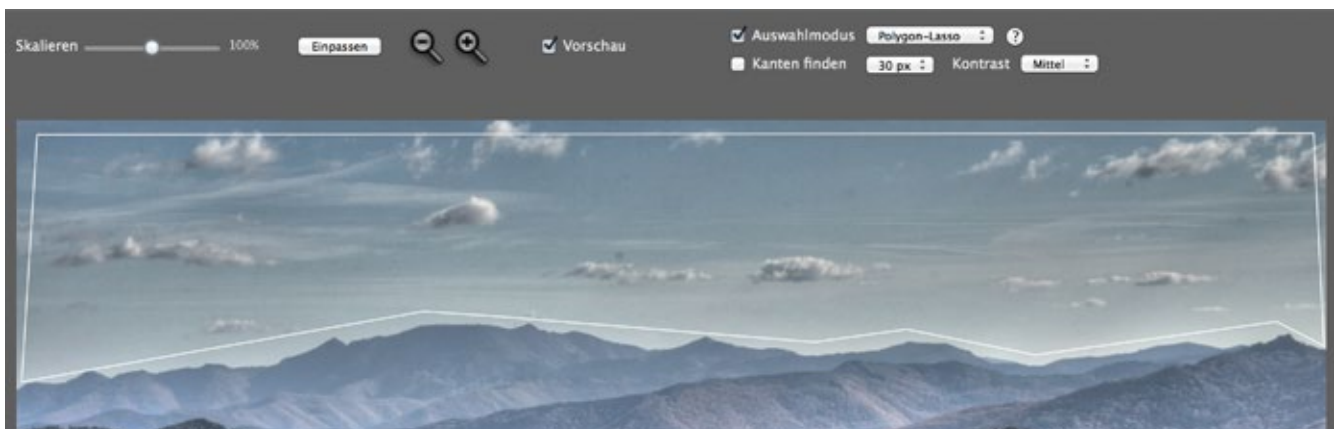 Skalieren 100% Einpassen Vorschau Auswahlmodus Polygon-Lasso ?
Kanten finden 30 px Kontrast Mittel